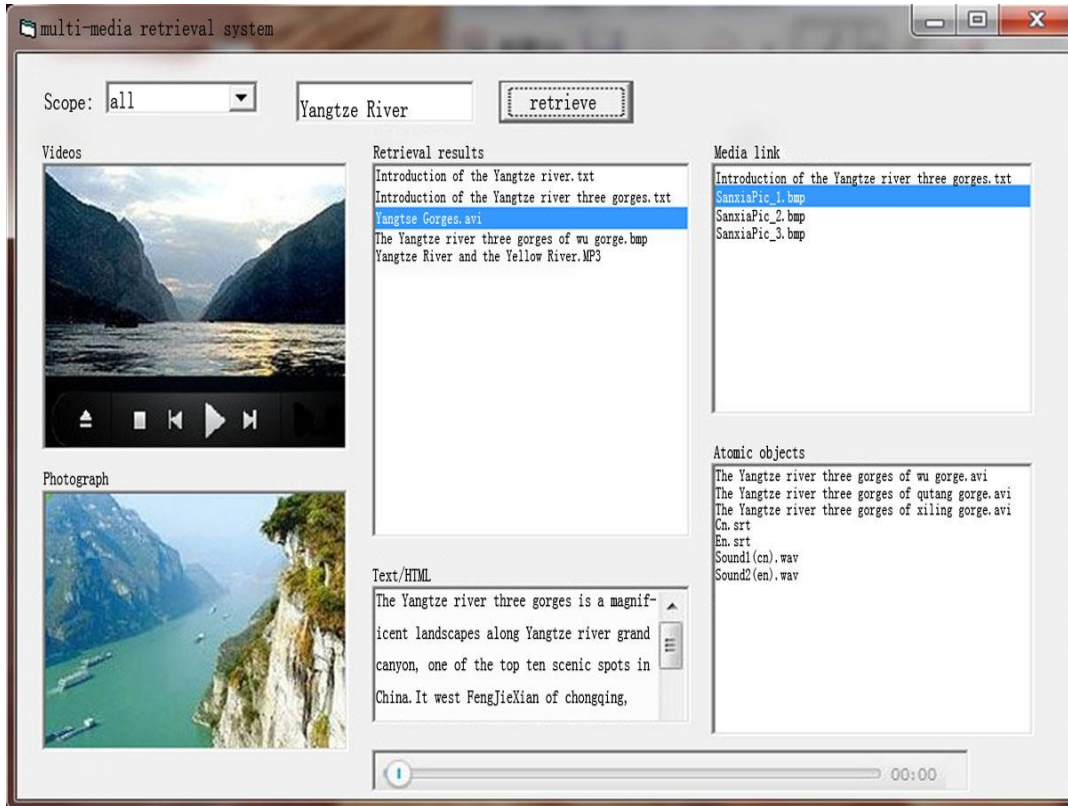 multi-media retrieval system
Scope: all Yangtze River retrieve
Videos
Retrieval results
Introduction of the Yangtze river.txt
Introduction of the Yangtze river three gorges.txt
Yangtse Gorges.avi
The Yangtze river three gorges of wu gorge.bmp
Yangtze River and the Yellow River.MP3
Media link
Introduction of the Yangtze river three gorges.txt
SanxiaPic_1.bmp
SanxiaPic_2.bmp
SanxiaPic_3.bmp
Photograph
Text/HTML
The Yangtze river three gorges is a magnif-
icent landscapes along Yangtze river grand
canyon, one of the top ten scenic spots in
China.It west FengJieXian of chongqing,
Atomic objects
The Yangtze river three gorges of wu gorge.avi
The Yangtze river three gorges of qutang gorge.avi
The Yangtze river three gorges of xiling gorge.avi
Cn.srt
En.srt
Sound1(cn).wav
Sound2(en).wav
00:00